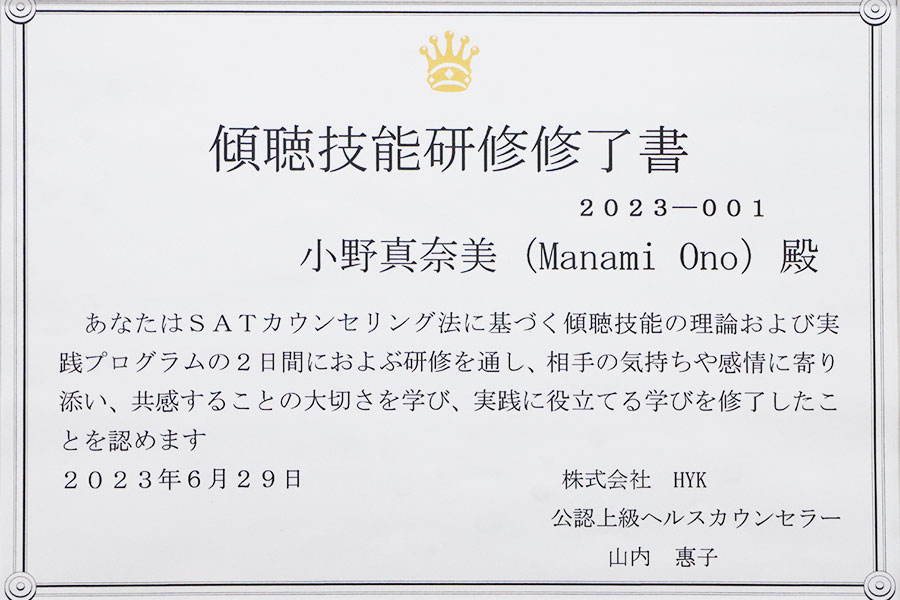 傾聴技能研修修了書
２０２３―００１
小野真奈美（Manami Ono）殿
あなたはＳＡＴカウンセリング法に基づく傾聴技能の理論および実
践プログラムの２日間におよぶ研修を通し、相手の気持ちや感情に寄り
添い、共感することの大切さを学び、実践に役立てる学びを修了したこ
とを認めます
２０２３年６月２９日
株式会社　HYK
公認上級ヘルスカウンセラー
山内　惠子